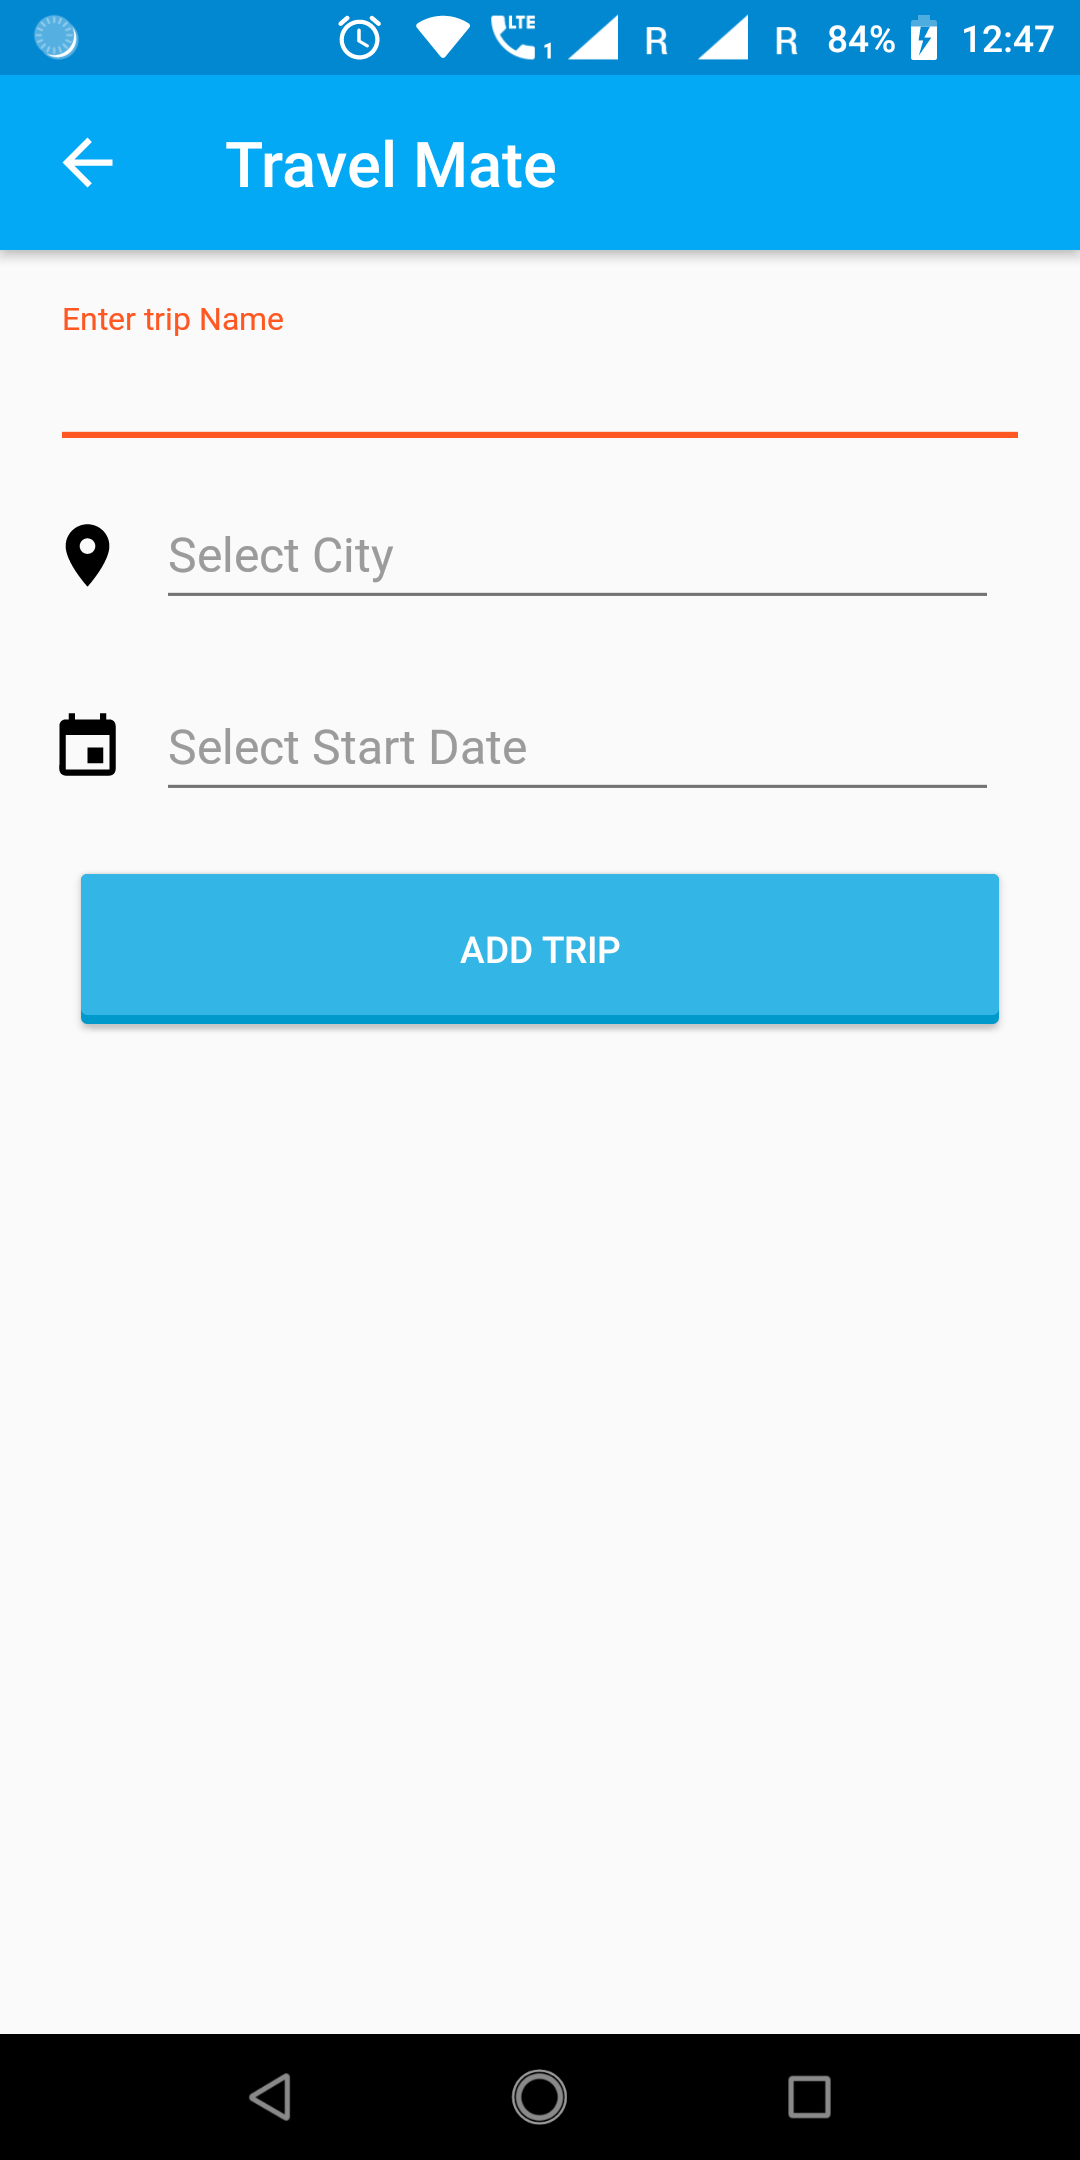 LTE 1 R R 84% 12:47
Travel Mate
Enter trip Name
Select City
Select Start Date
ADD TRIP